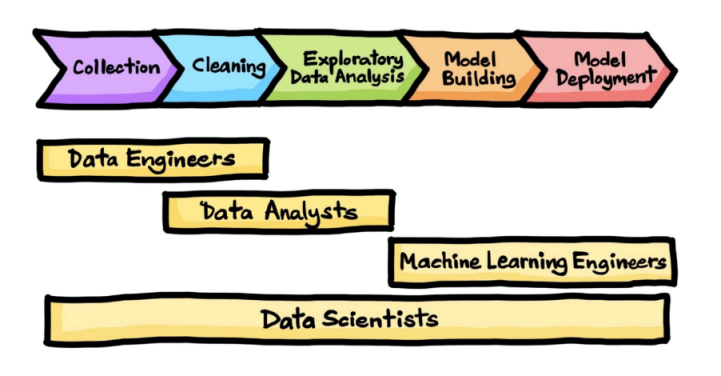 Collection
Cleaning
Exploratory
Data Analysis
Model
Building
Model
Deployment
Data Engineers
Data Analysts
Machine Learning Engineers
Data Scientists